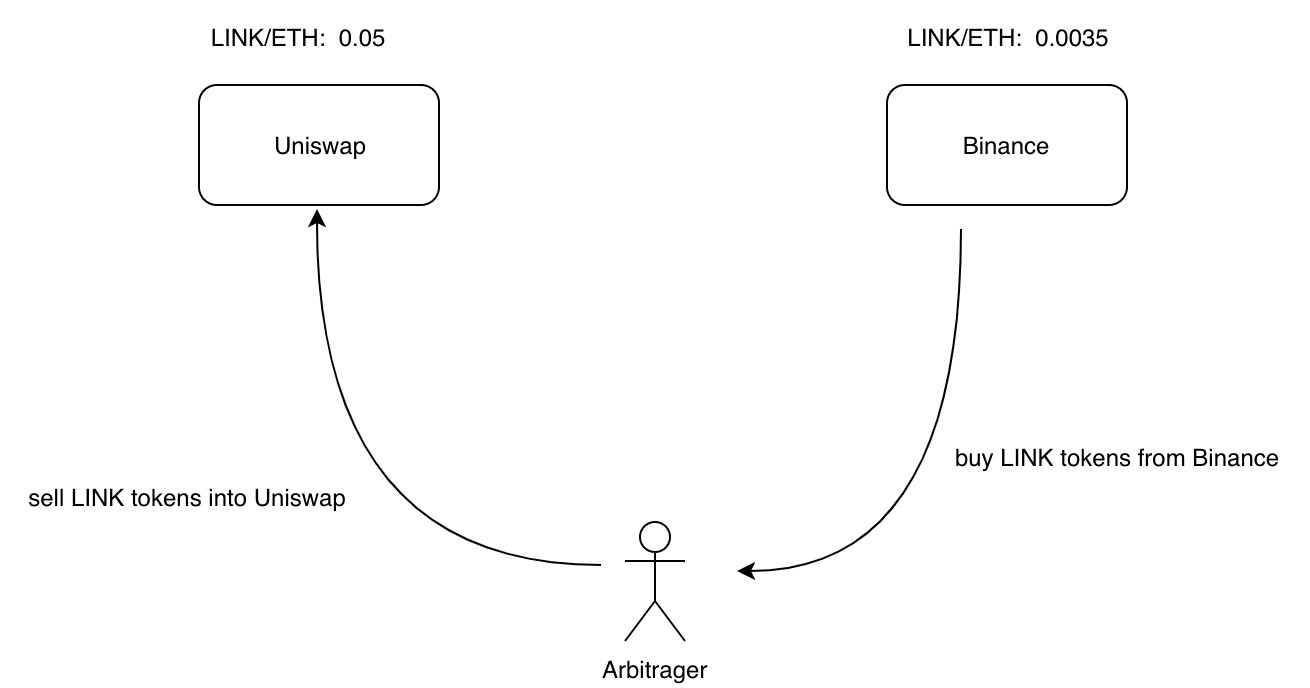 LINK/ETH:  0.05
LINK/ETH:  0.0035
Uniswap
Binance
buy LINK tokens from Binance
sell LINK tokens into Uniswap
Arbitrager